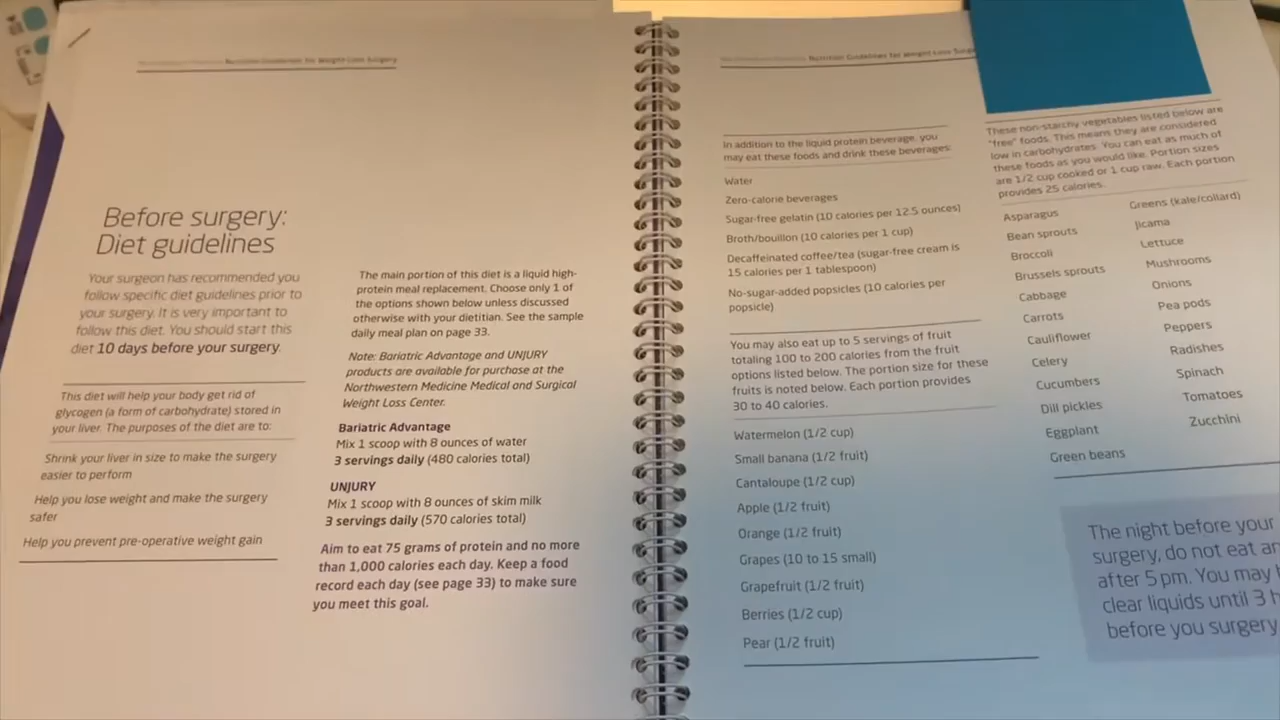 Nutrition Guidelines for Weight-Loss Surgery
Before surgery:
Diet guidelines
Your surgeon has recommended you
follow specific diet guidelines prior to
your surgery. It is very important to
follow this diet. You should start this
diet 10 days before your surgery.
This diet will help your body get rid of
glycogen (a form of carbohydrate) stored in
your liver. The purposes of the diet are to:
Shrink your liver in size to make the surgery
easier to perform
Help you lose weight and make the surgery
safer
Help you prevent pre-operative weight gain
The main portion of this diet is a liquid high-
protein meal replacement. Choose only 1 of
the options shown below unless discussed
otherwise with your dietitian. See the sample
daily meal plan on page 33.
Note: Bariatric Advantage and UNJURY
products are available for purchase at the
Northwestern Medicine Medical and Surgical
Weight Loss Center.
Bariatric Advantage
Mix 1 scoop with 8 ounces of water
3 servings daily (480 calories total)
UNJURY
Mix 1 scoop with 8 ounces of skim milk
3 servings daily (570 calories total)
Aim to eat 75 grams of protein and no more
than 1,000 calories each day. Keep a food
record each day (see page 33) to make sure
you meet this goal.
Nutrition Guidelines for Weight-Loss Surge
In addition to the liquid protein beverage, you
may eat these foods and drink these beverages:
Water
Zero-calorie beverages
Sugar-free gelatin (10 calories per 12.5 ounces)
Broth/bouillon (10 calories per 1 cup)
Decaffeinated coffee/tea (sugar-free cream is
15 calories per 1 tablespoon)
No-sugar-added popsicles (10 calories per
popsicle)
You may also eat up to 5 servings of fruit
totaling 100 to 200 calories from the fruit
options listed below. The portion size for these
fruits is noted below. Each portion provides
30 to 40 calories.
Watermelon (1/2 cup)
Small banana (1/2 fruit)
Cantaloupe (1/2 cup)
Apple (1/2 fruit)
Orange (1/2 fruit)
Grapes (10 to 15 small)
Grapefruit (1/2 fruit)
Berries (1/2 cup)
Pear (1/2 fruit)
These non-starchy vegetables listed below are
"free" foods. This means they are considered
low in carbohydrates. You can eat as much of
these foods as you would like. Portion sizes
are 1/2 cup cooked or 1 cup raw. Each portion
provides 25 calories.
Asparagus
Bean sprouts
Broccoli
Brussels sprouts
Cabbage
Carrots
Cauliflower
Celery
Cucumbers
Dill pickles
Eggplant
Green beans
Greens (kale/collard)
Jicama
Lettuce
Mushrooms
Onions
Pea pods
Peppers
Radishes
Spinach
Tomatoes
Zucchini
The night before your
surgery, do not eat an
after 5 pm. You may
clear liquids until 3 h
before you surgery